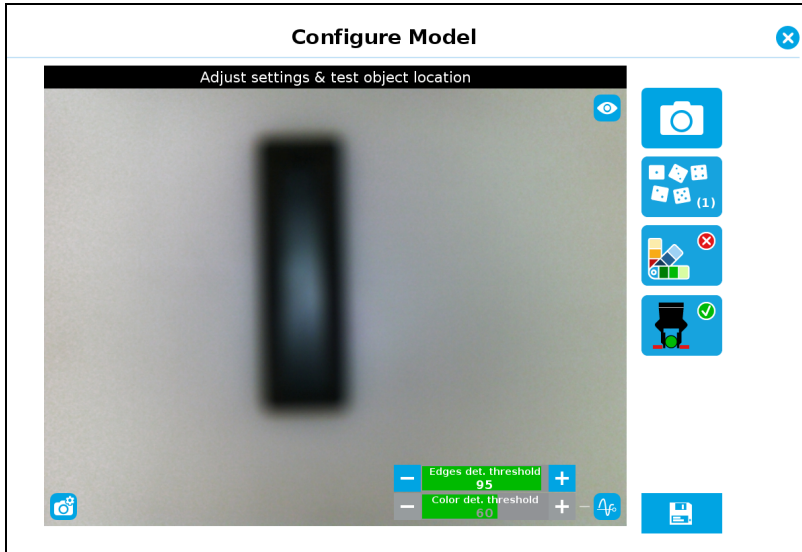 Configure Model
Adjust settings & test object location
(1)
Edges det. threshold
95
Color det. threshold
60